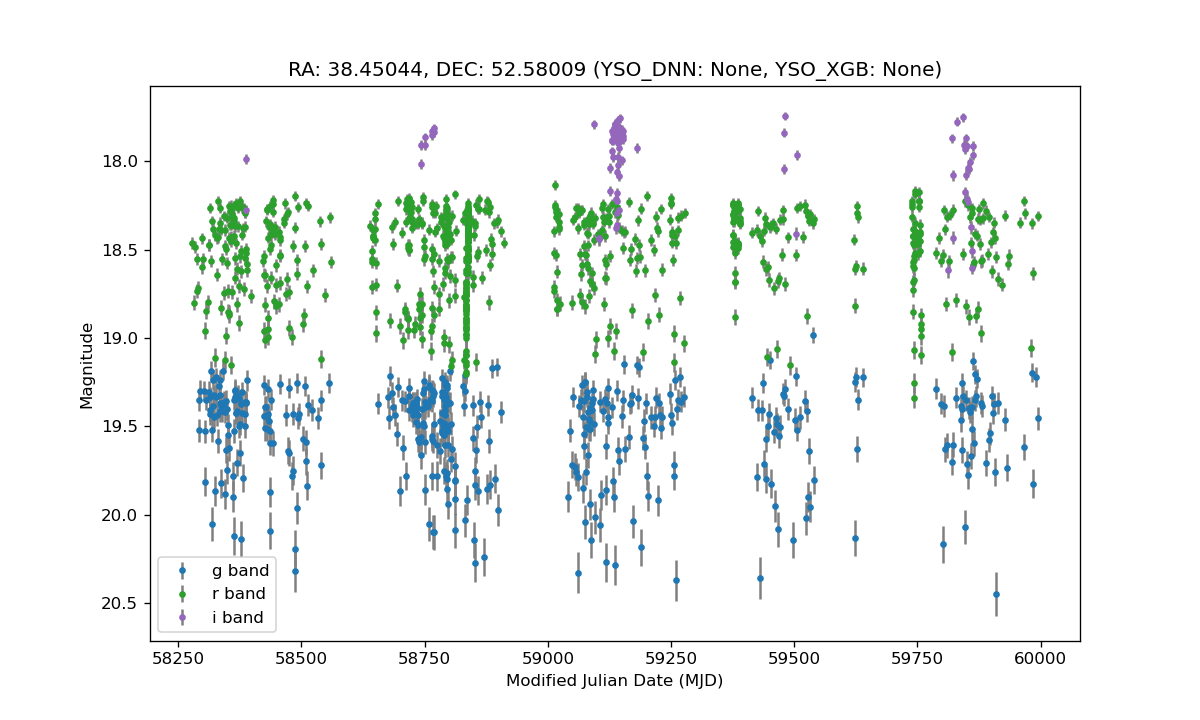 RA: 38.45044, DEC: 52.58009 (YSO_DNN: None, YSO_XGB: None)
18.0
18.5
19.0
19.5
20.0
20.5
Magnitude
g band
r band
i band
58250 58500 58750 59000 59250 59500 59750 60000
Modified Julian Date (MJD)